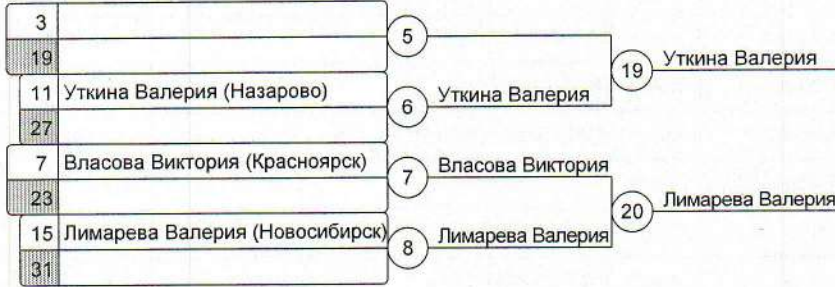 3
19
5
19 Уткина Валерия
11 Уткина Валерия (Назарово)
27
6 Уткина Валерия
7 Власова Виктория (Красноярск)
23
7 Власова Виктория
20 Лимарева Валерия
15 Лимарева Валерия (Новосибирск)
31
8 Лимарева Валерия